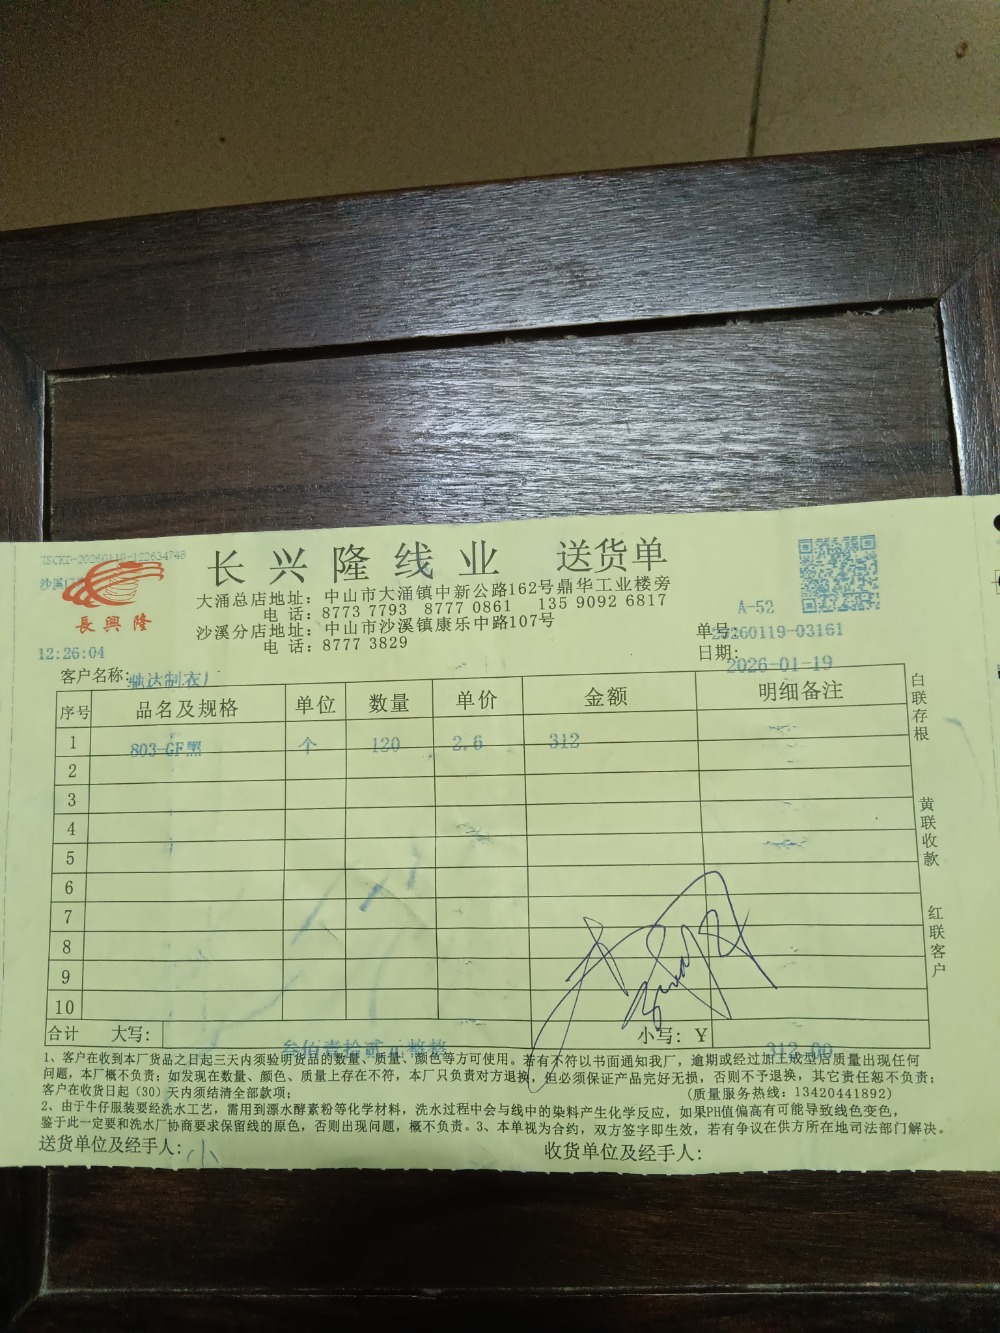 長興隆
12:26:04
长兴隆线业 送货单
大涌总店地址：中山市大涌镇中新公路162号鼎华工业楼旁
电 话：8773 7793 8777 0861 135 9092 6817
沙溪分店地址：中山市沙溪镇康乐中路107号
电 话：8777 3829
A-52
单号：20260119-03161
日期：2026-01-19
客户名称：驰达制衣厂
序号 品名及规格 单位 数量 单价 金额 明细备注
1 803-GF黑 个 120 2.6 312
2
3
4
5
6
7
8
9
10
合计 大写：叁佰壹拾贰 小写：￥312.00
1、客户在收到本厂货品之日起三天内须验明货品的数量、质量、颜色等方可使用。若有不符以书面通知我厂，逾期或经过加工成型后质量出现任何
问题，本厂概不负责；如发现在数量、颜色、质量上存在不符，本厂只负责对方退换，但必须保证产品完好无损，否则不予退换，其它责任恕不负责；
客户在收货日起（30）天内须结清全部款项； （质量服务热线：13420441892）
2、由于牛仔服装要经洗水工艺，需用到漂水酵素粉等化学材料，洗水过程中会与线中的染料产生化学反应，如果PH值偏高有可能导致线色变色，
鉴于此一定要和洗水厂协商要求保留线的原色，否则出现问题，概不负责。3、本单视为合约，双方签字即生效，若有争议在供方所在地司法部门解决。
送货单位及经手人：小 收货单位及经手人：
白联存根
黄联收款
红联客户